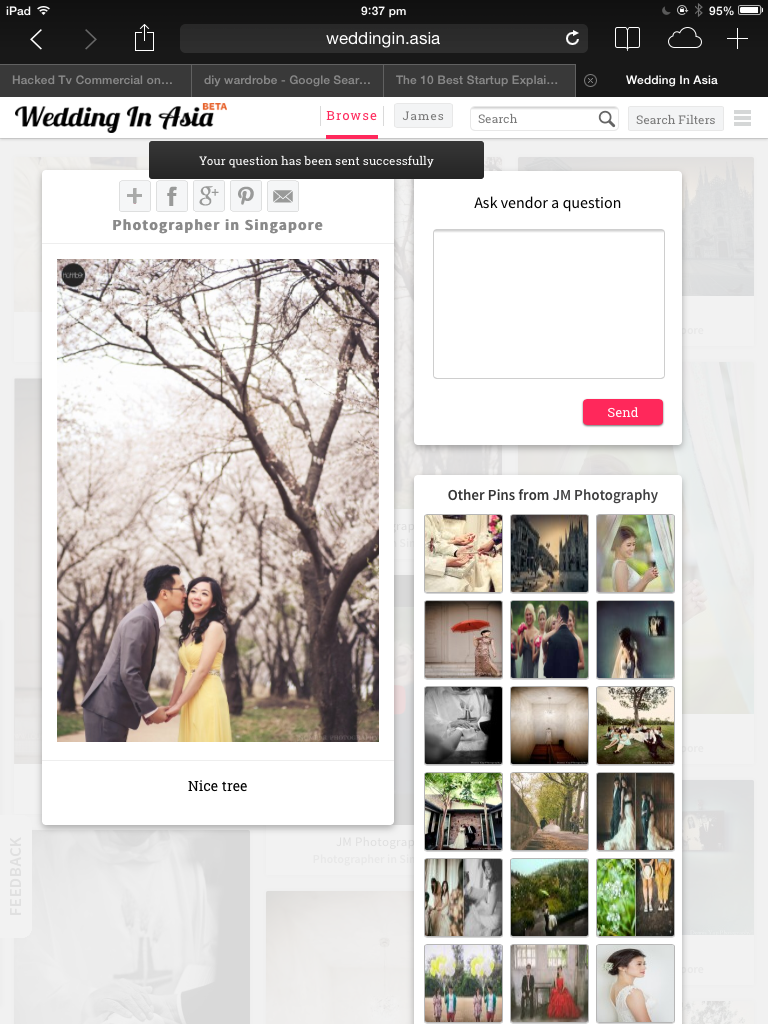 iPad 9:37 pm 95%
weddingin.asia
Hacked Tv Commercial on... diy wardrobe - Google Sear... The 10 Best Startup Explai... Wedding In Asia
Wedding In Asia BETA Browse James Search Search Filters
Your question has been sent successfully
f g+
Photographer in Singapore
number
Nice tree
Ask vendor a question
Send
Other Pins from JM Photography
JM Photograp
Photographer in Sin
FEEDBACK